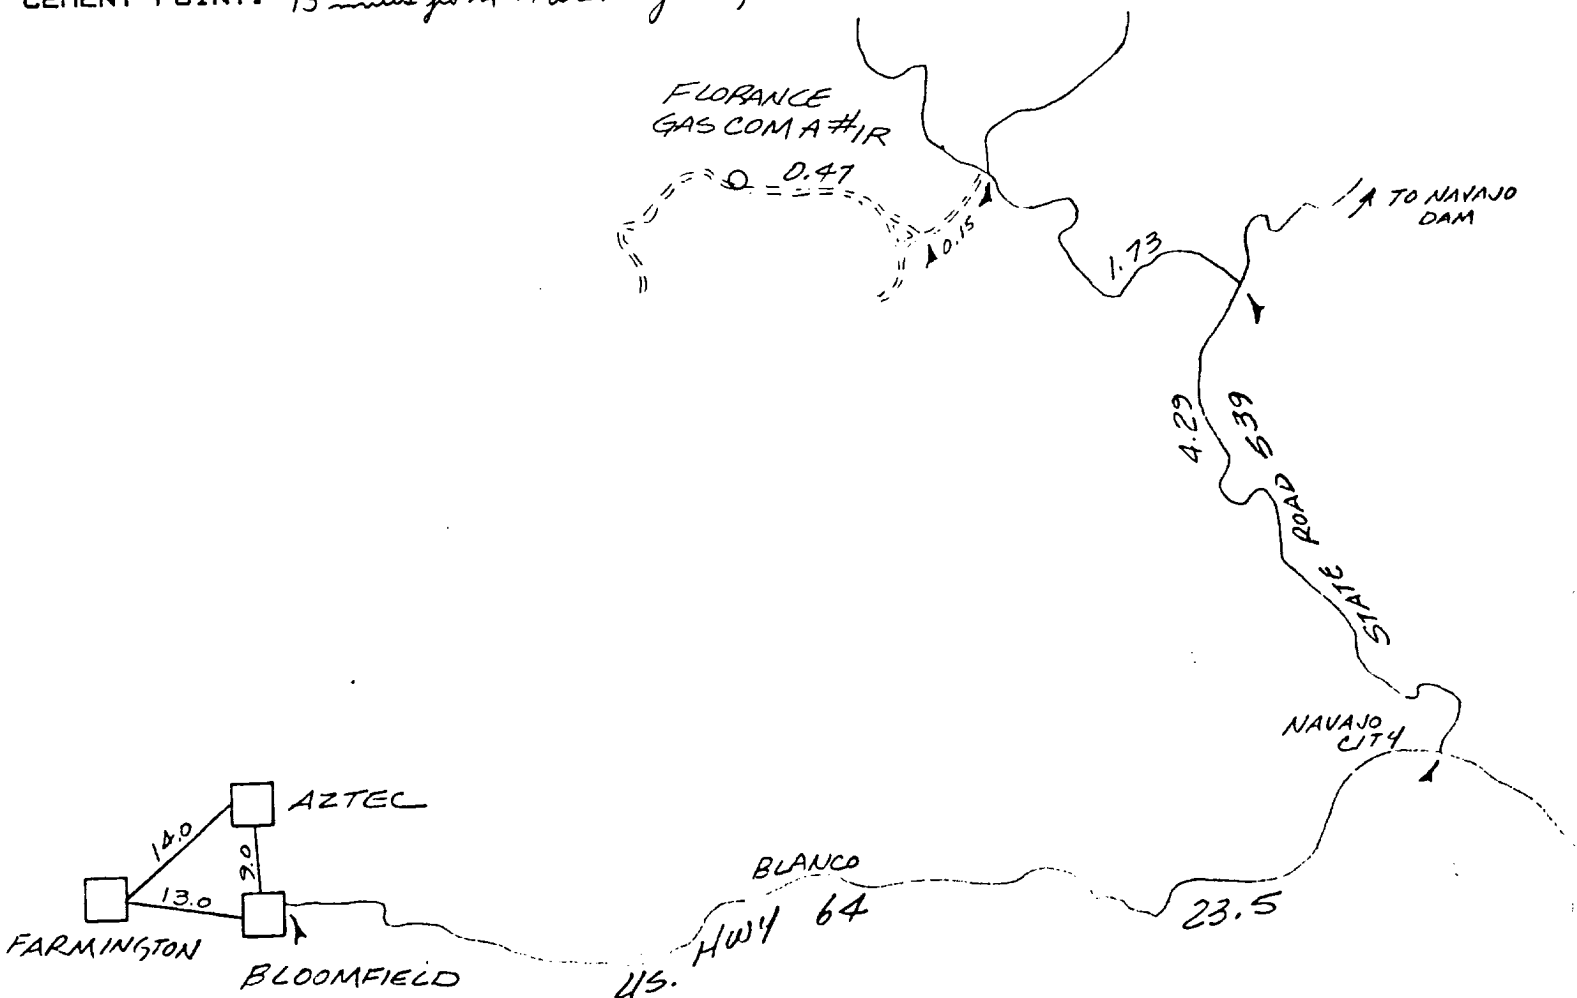 CEMENT POINT:
FLORANCE
GAS COM A #1R
0.47
0.15
1.73
TO NAVAJO
DAM
4.29
STATE ROAD 539
NAVAJO
CITY
AZTEC
14.0
9.0
13.0
FARMINGTON
BLOOMFIELD
BLANCO
US. HWY 64
23.5